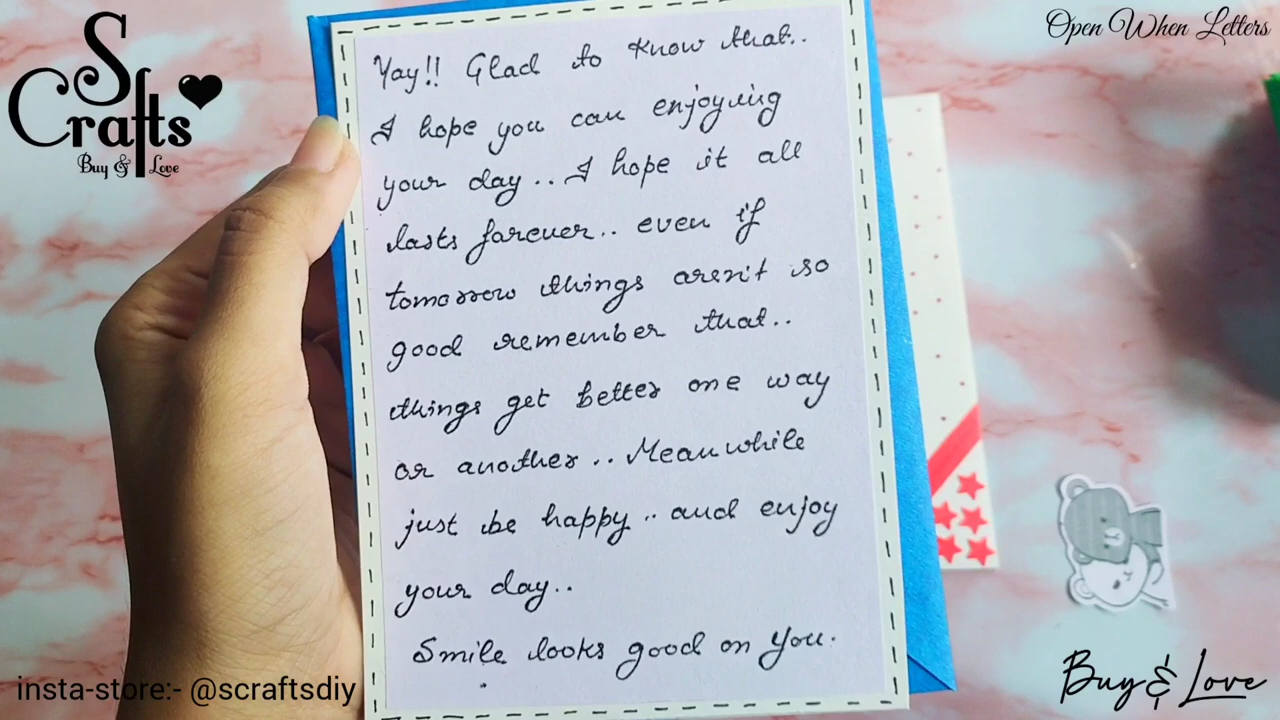 S
Crafts
Buy & Love
Open When Letters
Yay!! Glad to know that..
I hope you can enjoying
your day.. I hope it all
lasts forever.. even if
tomorrow things aren't so
good remember that..
things get better one way
or another.. Meanwhile
just be happy.. and enjoy
your day..
Smile looks good on you.
insta-store:- @scraftsdiy
Buy & Love